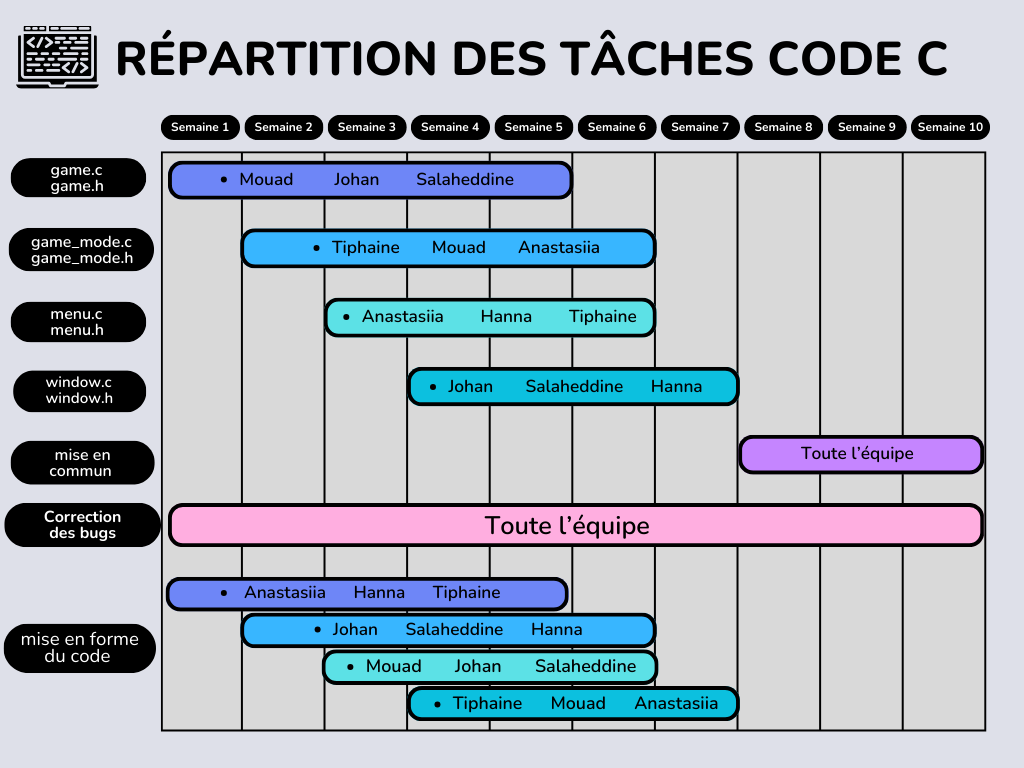 RÉPARTITION DES TÂCHES CODE C
Semaine 1 Semaine 2 Semaine 3 Semaine 4 Semaine 5 Semaine 6 Semaine 7 Semaine 8 Semaine 9 Semaine 10
game.c
game.h
• Mouad Johan Salaheddine
game_mode.c
game_mode.h
• Tiphaine Mouad Anastasiia
menu.c
menu.h
• Anastasiia Hanna Tiphaine
window.c
window.h
• Johan Salaheddine Hanna
mise en
commun
Toute l'équipe
Correction
des bugs
Toute l'équipe
mise en forme
du code
• Anastasiia Hanna Tiphaine
• Johan Salaheddine Hanna
• Mouad Johan Salaheddine
• Tiphaine Mouad Anastasiia